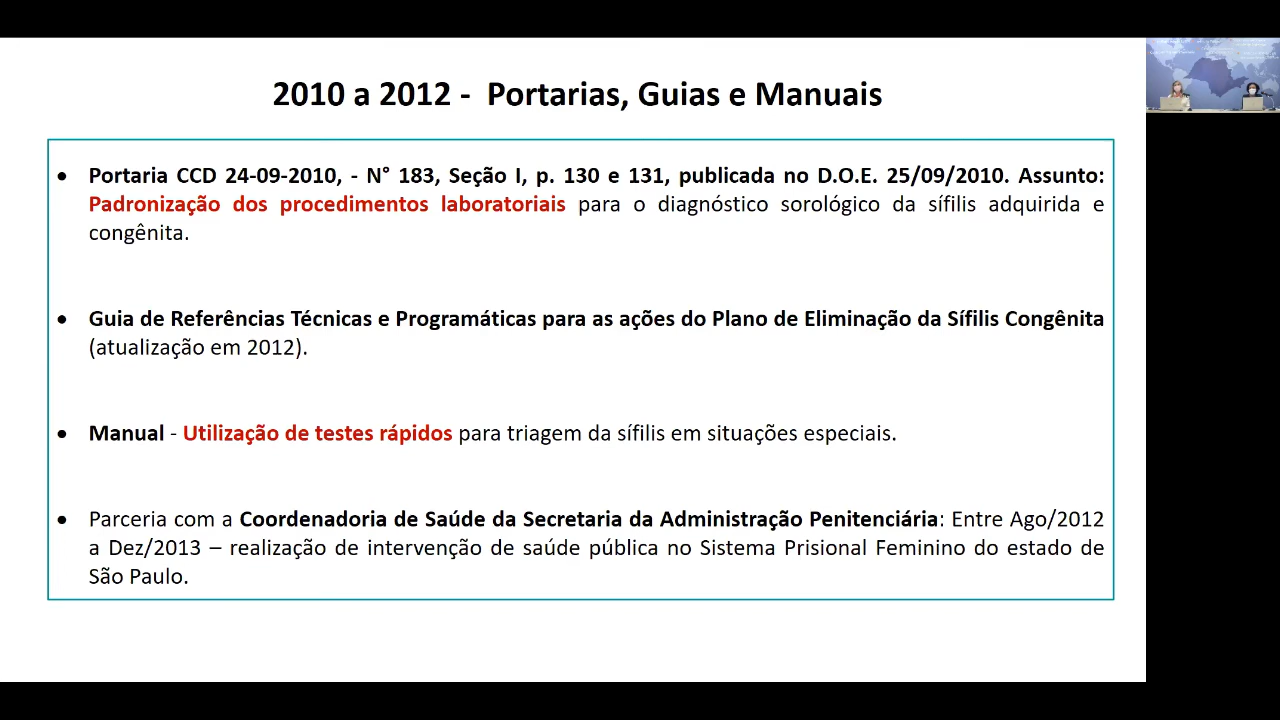 2010 a 2012 - Portarias, Guias e Manuais
• Portaria CCD 24-09-2010, - N° 183, Seção I, p. 130 e 131, publicada no D.O.E. 25/09/2010. Assunto:
Padronização dos procedimentos laboratoriais para o diagnóstico sorológico da sífilis adquirida e
congênita.
• Guia de Referências Técnicas e Programáticas para as ações do Plano de Eliminação da Sífilis Congênita
(atualização em 2012).
• Manual - Utilização de testes rápidos para triagem da sífilis em situações especiais.
• Parceria com a Coordenadoria de Saúde da Secretaria da Administração Penitenciária: Entre Ago/2012
a Dez/2013 – realização de intervenção de saúde pública no Sistema Prisional Feminino do estado de
São Paulo.